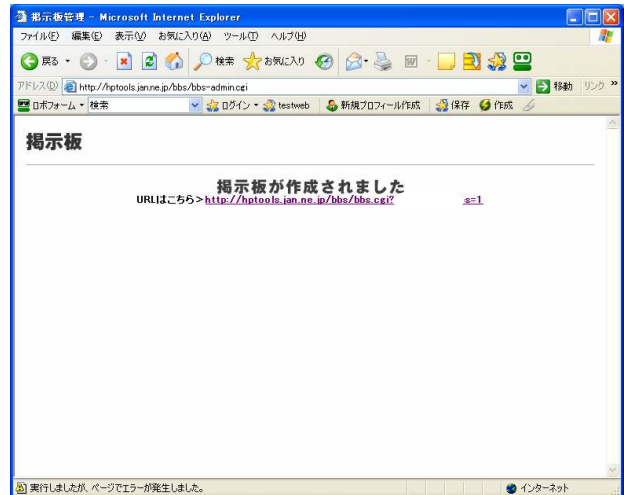 掲示板管理 - Microsoft Internet Explorer
ファイル(F) 編集(E) 表示(V) お気に入り(A) ツール(T) ヘルプ(H)
戻る 検索 お気に入り
アドレス(D) http://hptools.jan.ne.jp/bbs/bbs-admin.cgi 移動 リンク »
ロボフォーム 検索 ログイン testweb 新規プロフィール作成 保存 作成
掲示板
掲示板が作成されました
URLはこちら>http://hptools.jan.ne.jp/bbs/bbs.cgi? s=1
実行しましたが、ページでエラーが発生しました。 インターネット